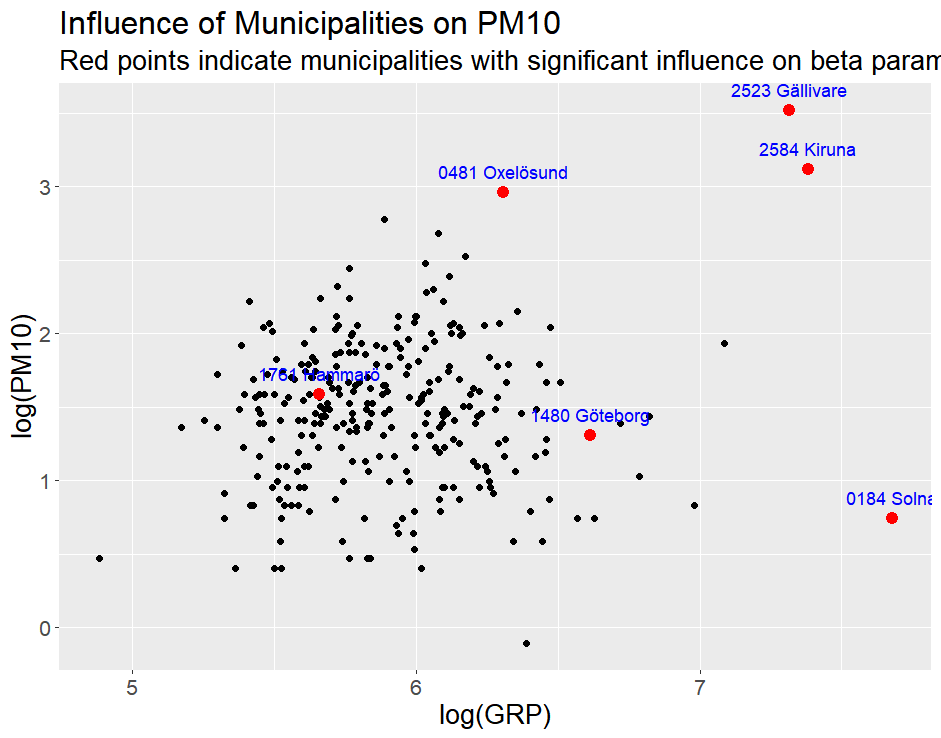 Influence of Municipalities on PM10
Red points indicate municipalities with significant influence on beta param
2523 Gällivare
2584 Kiruna
0481 Oxelösund
1761 Hammarö
1480 Göteborg
0184 Solna
log(PM10)
3
2
1
0
5
6
7
log(GRP)